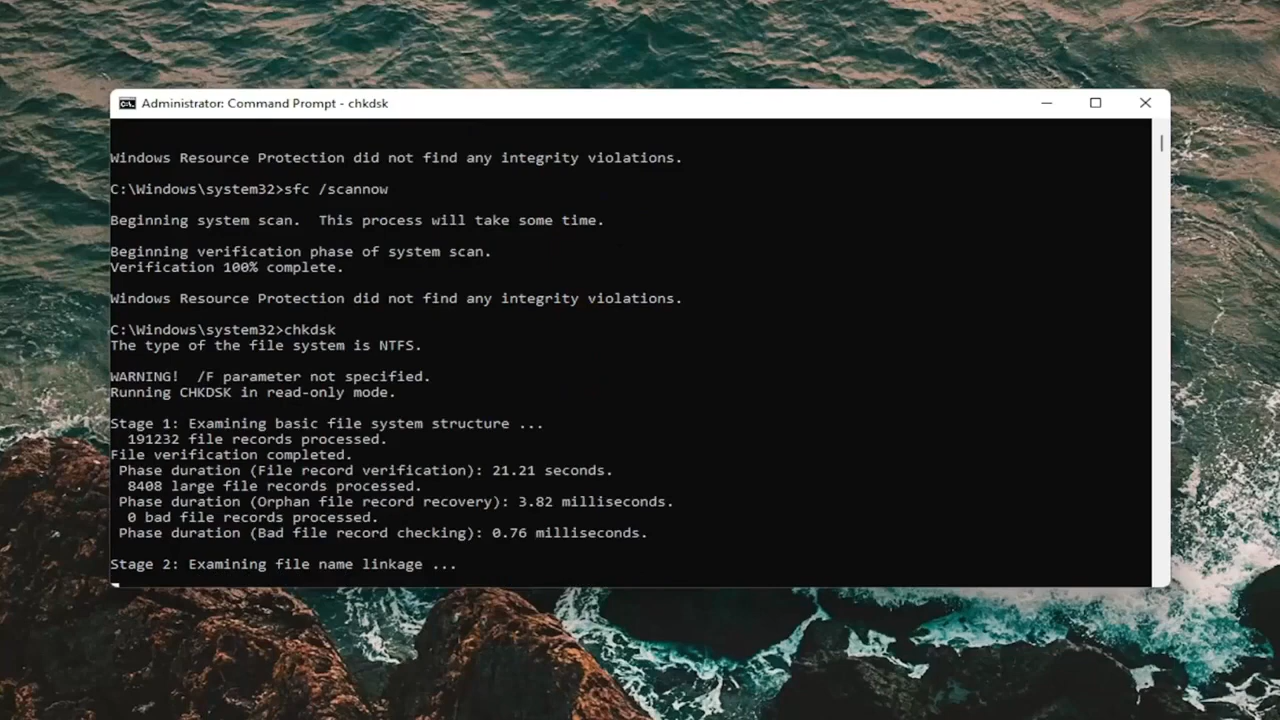 Administrator: Command Prompt - chkdsk
Windows Resource Protection did not find any integrity violations.
C:\Windows\system32>sfc /scannow
Beginning system scan.  This process will take some time.
Beginning verification phase of system scan.
Verification 100% complete.
Windows Resource Protection did not find any integrity violations.
C:\Windows\system32>chkdsk
The type of the file system is NTFS.
WARNING!  /F parameter not specified.
Running CHKDSK in read-only mode.
Stage 1: Examining basic file system structure ...
191232 file records processed.
File verification completed.
Phase duration (File record verification): 21.21 seconds.
8408 large file records processed.
Phase duration (Orphan file record recovery): 3.82 milliseconds.
0 bad file records processed.
Phase duration (Bad file record checking): 0.76 milliseconds.
Stage 2: Examining file name linkage ...